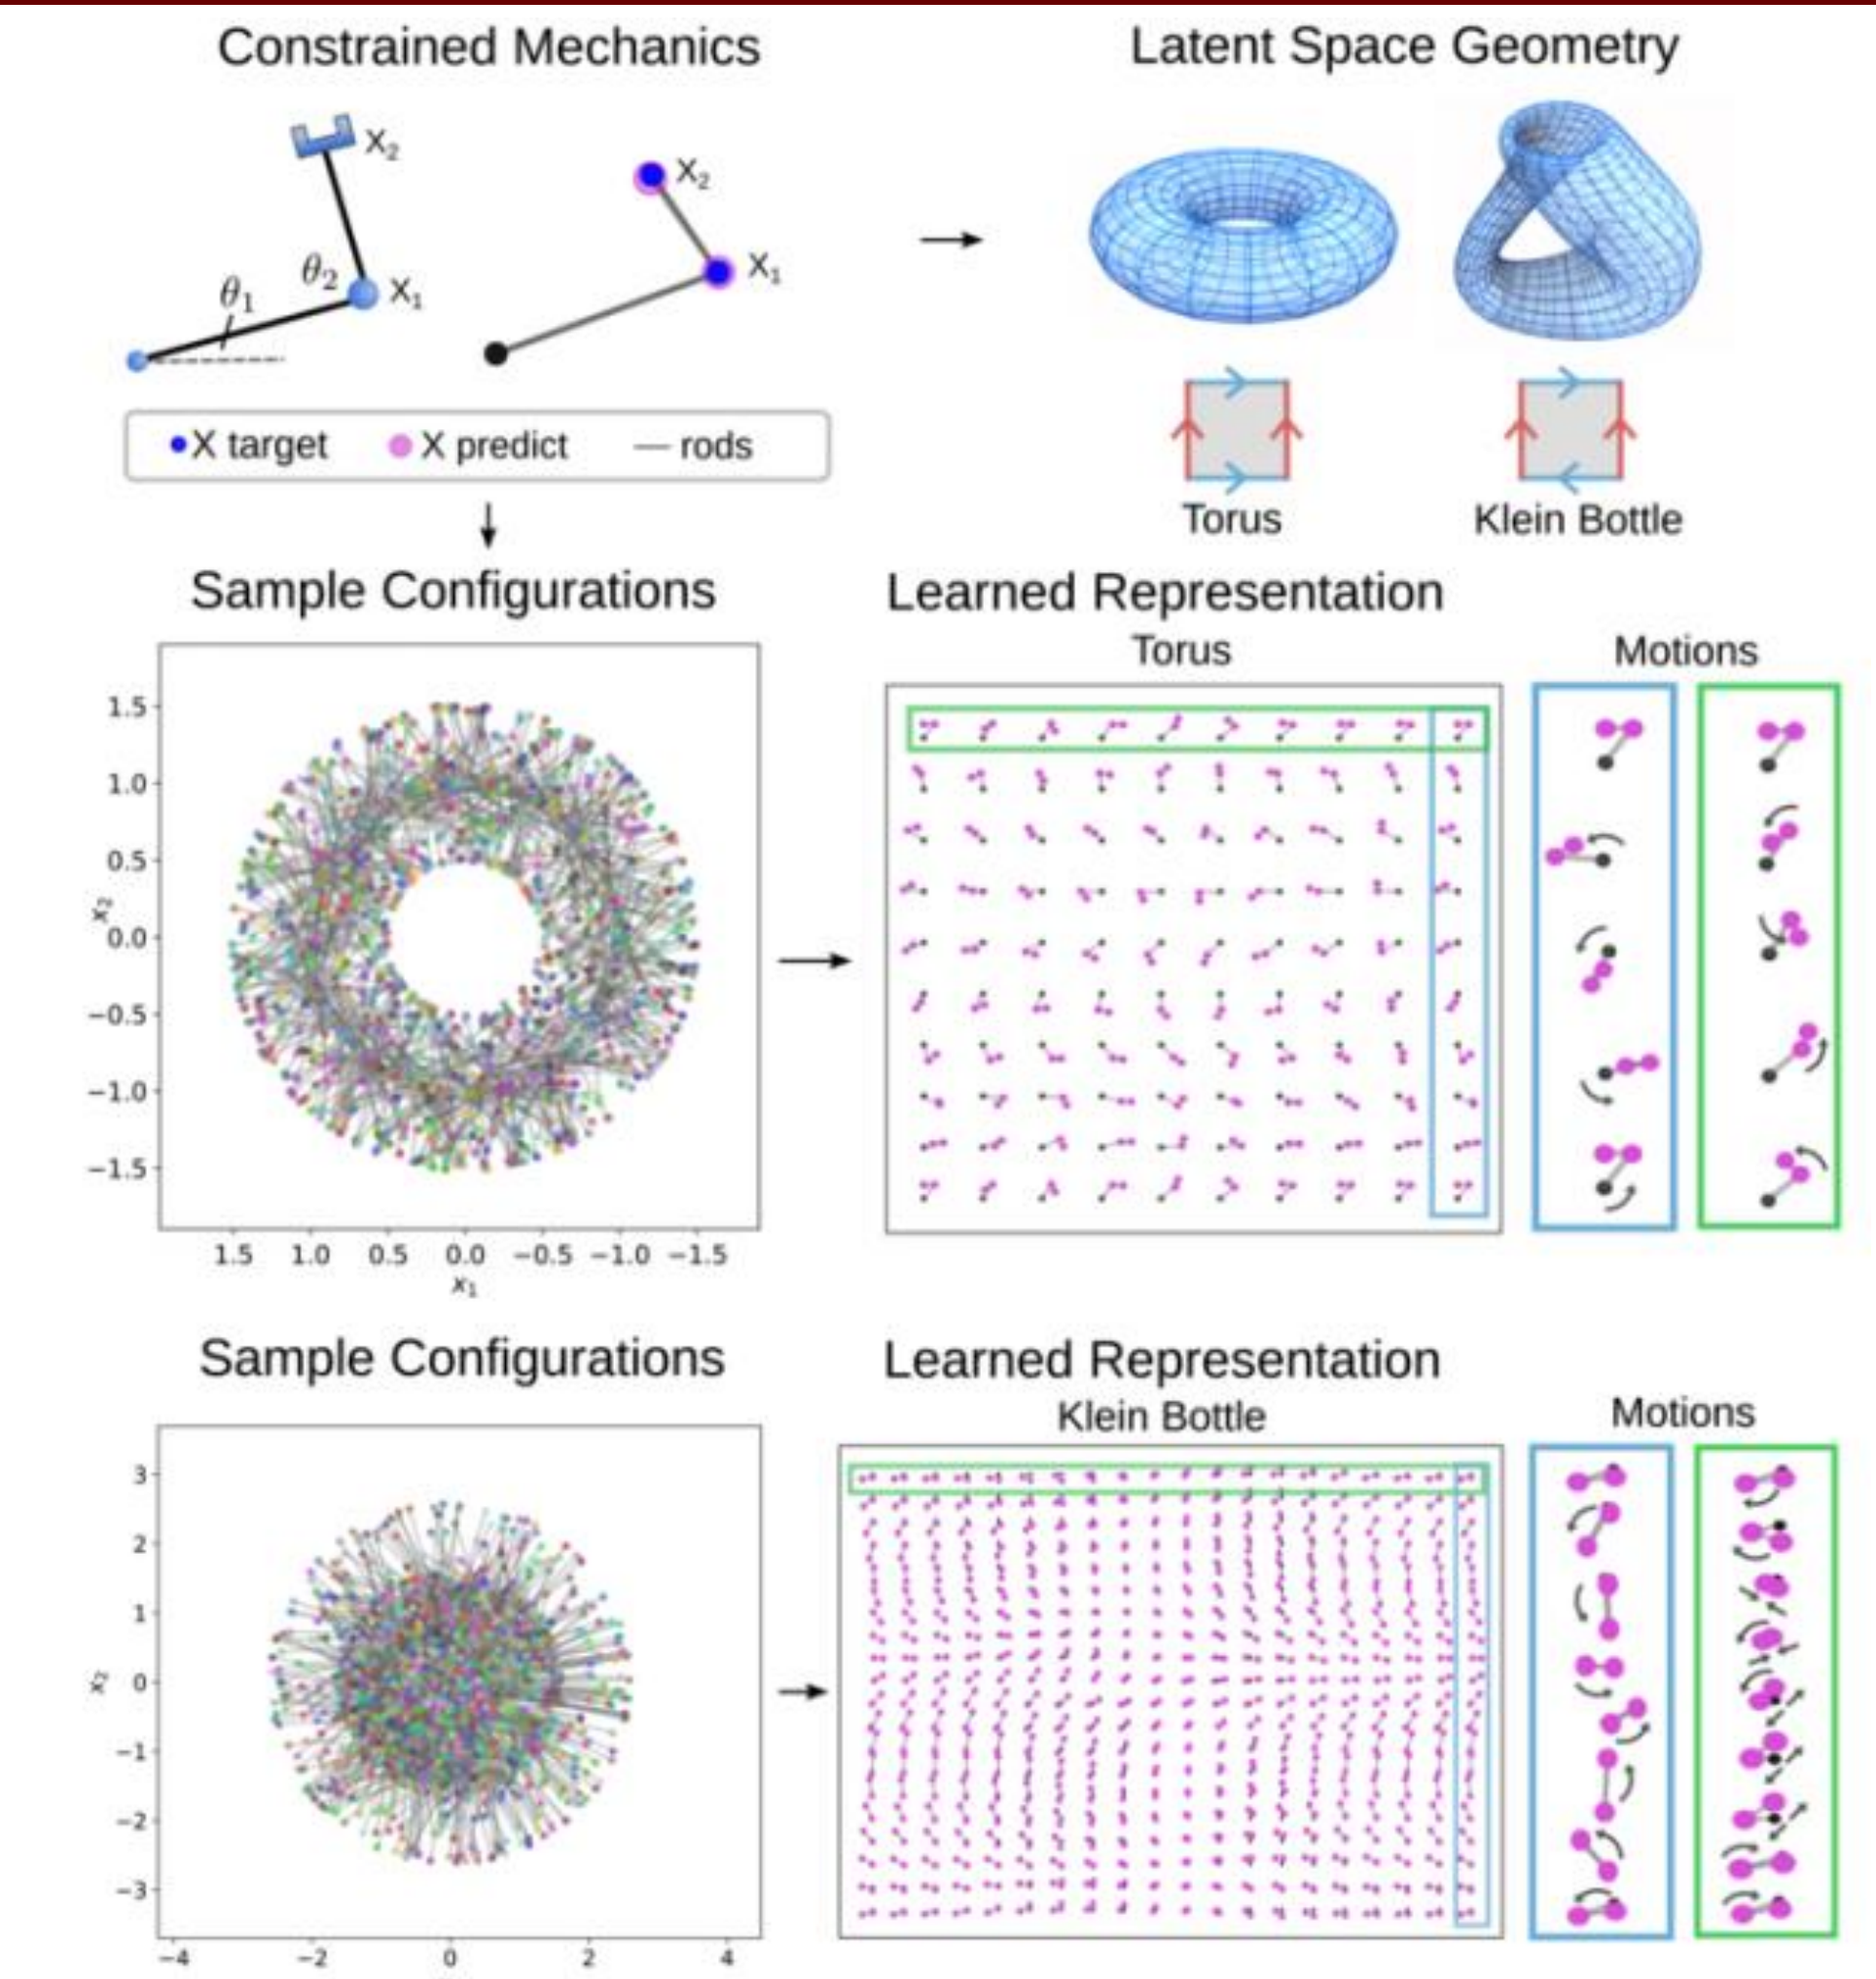 Constrained Mechanics
X₂
θ₂
θ₁
X₁
X₂
X₁
X target
X predict
rods
Latent Space Geometry
Torus
Klein Bottle
Sample Configurations
1.5
1.0
0.5
0.0
−0.5
−1.0
−1.5
x₂
1.5 1.0 0.5 0.0 −0.5 −1.0 −1.5
x₁
Learned Representation
Torus
Motions
Sample Configurations
3
2
1
0
−1
−2
−3
x₂
−4 −2 0 2 4
Learned Representation
Klein Bottle
Motions